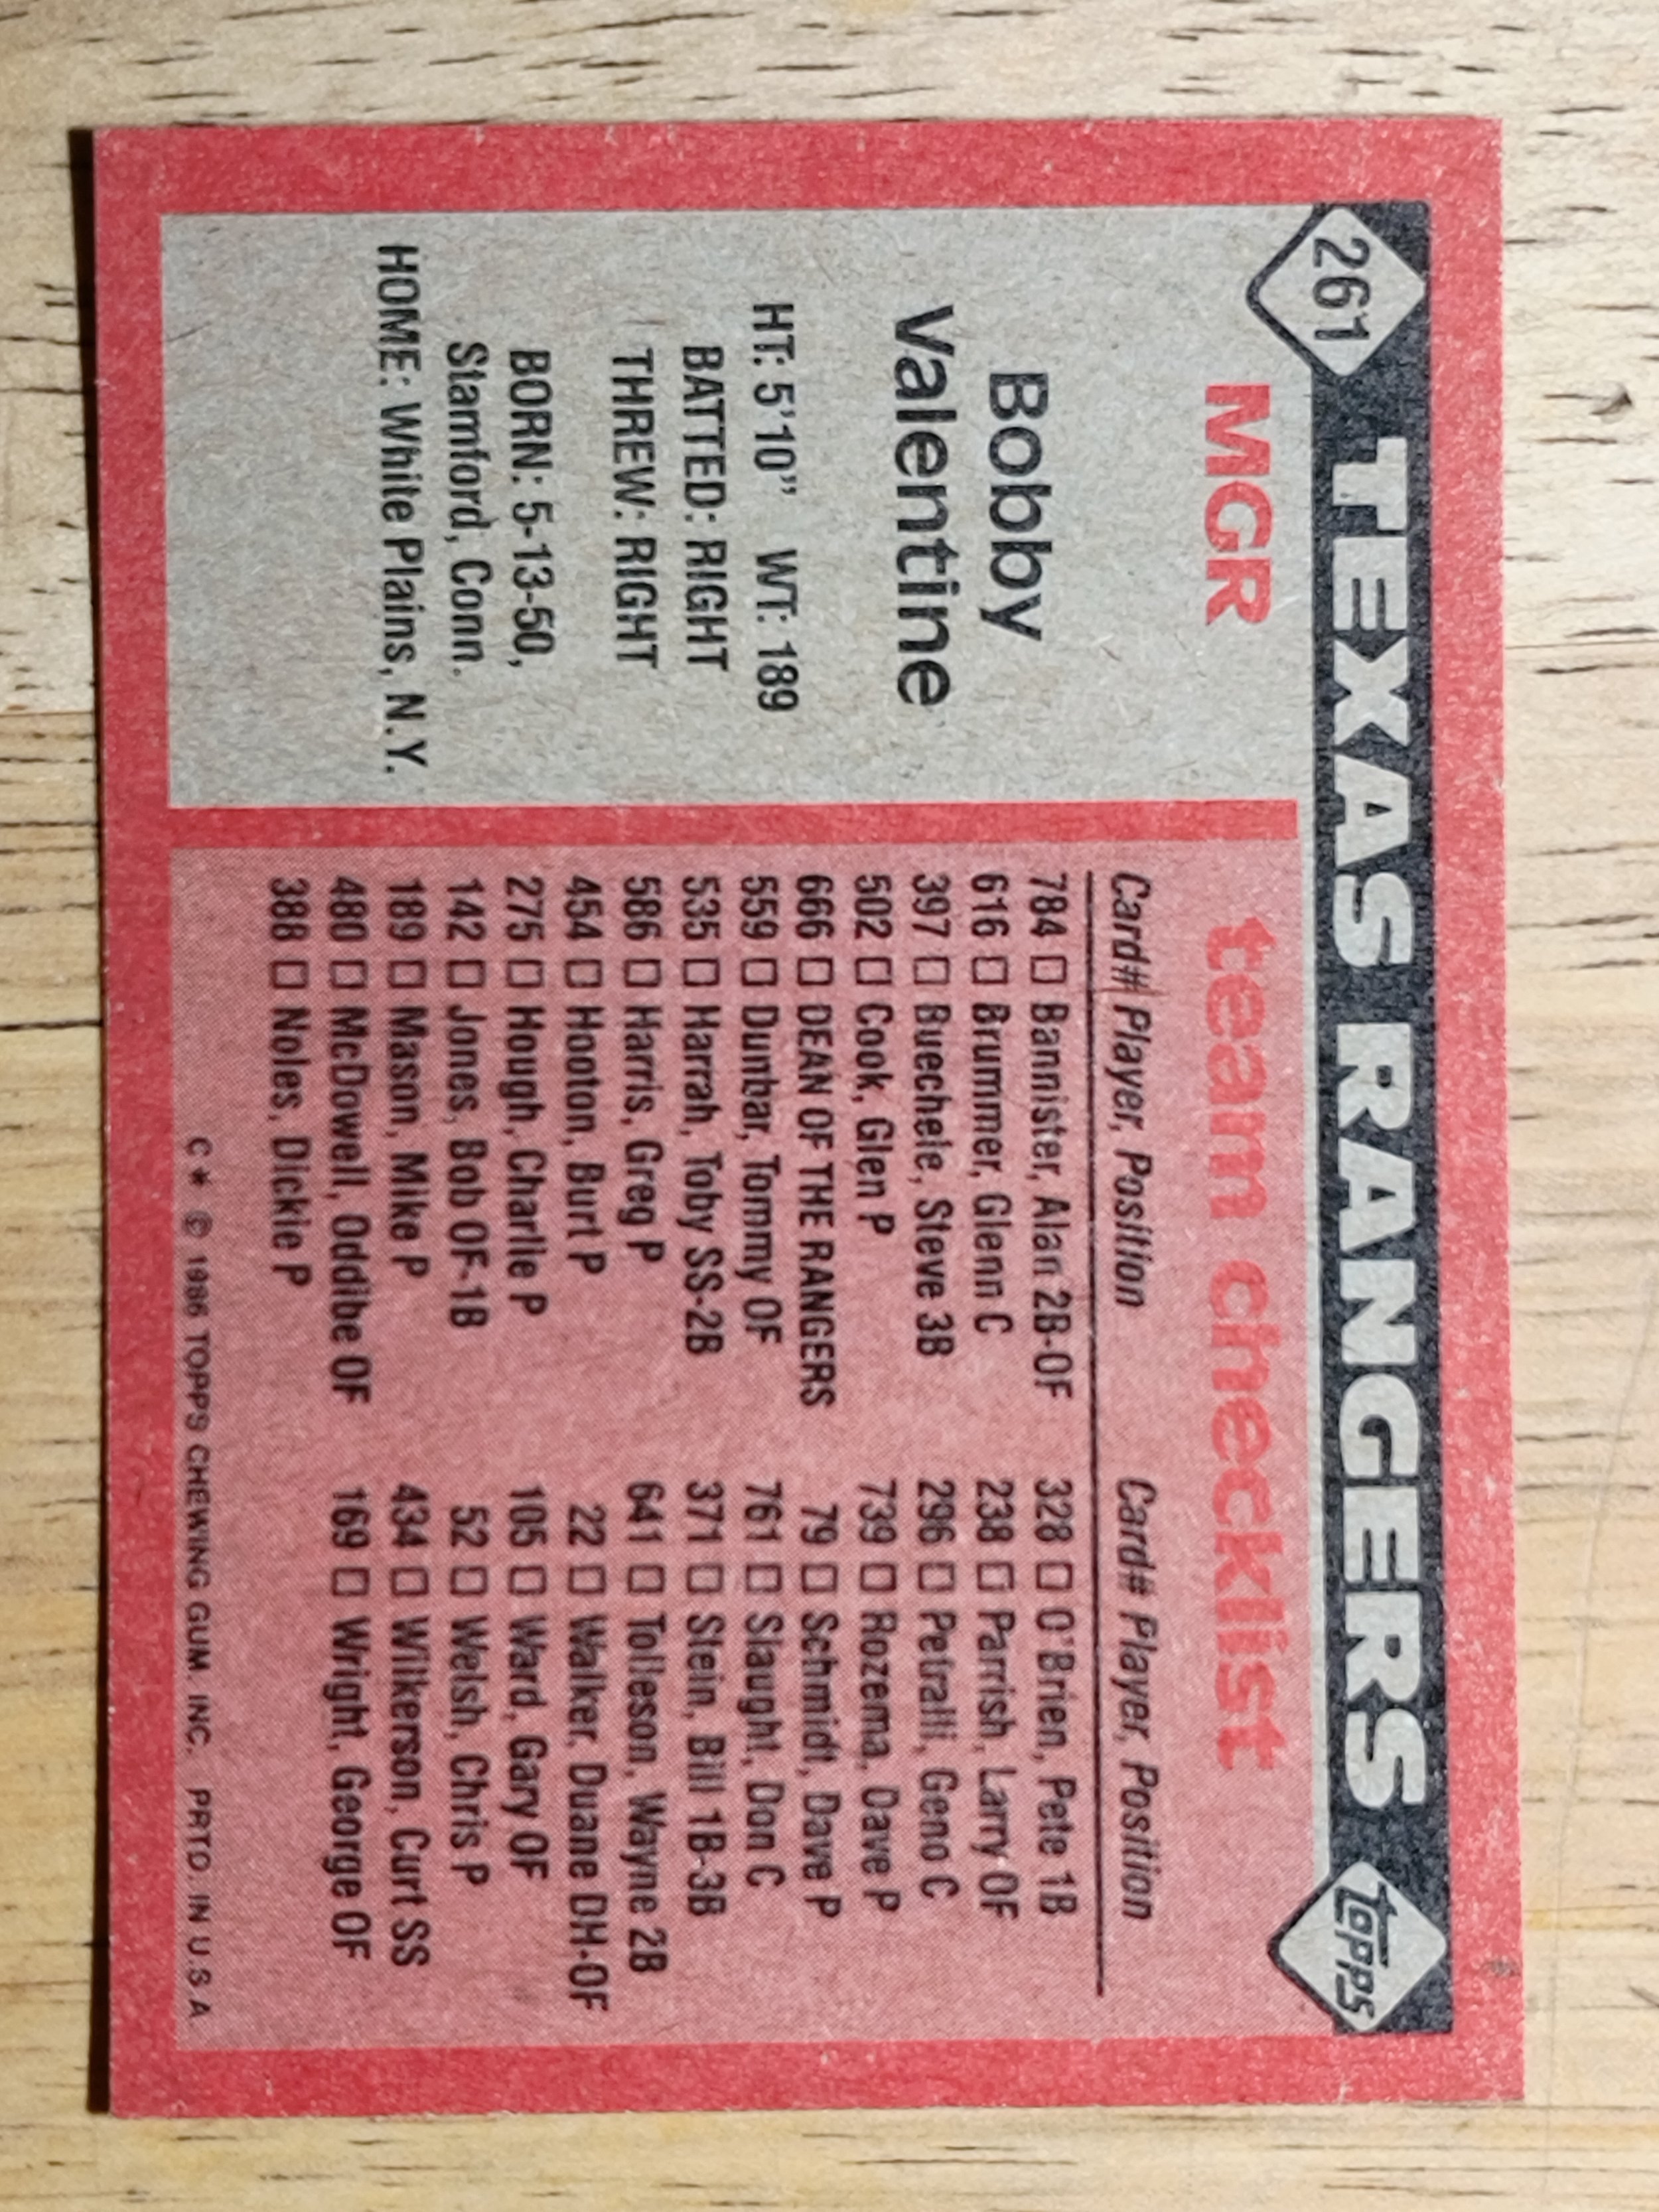 261
TEXAS RANGERS
TOPPS
MGR
Bobby
Valentine
HT: 5'10" WT: 189
BATTED: RIGHT
THREW: RIGHT
BORN: 5-13-50,
Stamford, Conn.
HOME: White Plains, N.Y.
team checklist
Card# Player, Position
784 Bannister, Alan 2B-OF
616 Brummer, Glenn C
397 Buechele, Steve 3B
502 Cook, Glen P
666 DEAN OF THE RANGERS
559 Dunbar, Tommy OF
535 Harrah, Toby SS-2B
586 Harris, Greg P
454 Hooton, Burt P
275 Hough, Charlie P
142 Jones, Bob OF-1B
189 Mason, Mike P
480 McDowell, Oddibe OF
388 Noles, Dickie P
Card# Player, Position
328 O'Brien, Pete 1B
238 Parrish, Larry OF
296 Petralli, Geno C
739 Rozema, Dave P
79 Schmidt, Dave P
761 Slaught, Don C
371 Stein, Bill 1B-3B
641 Tolleson, Wayne 2B
22 Walker, Duane DH-OF
105 Ward, Gary OF
52 Welsh, Chris P
434 Wilkerson, Curt SS
169 Wright, George OF
C* © 1986 TOPPS CHEWING GUM, INC. PRTD. IN U.S.A